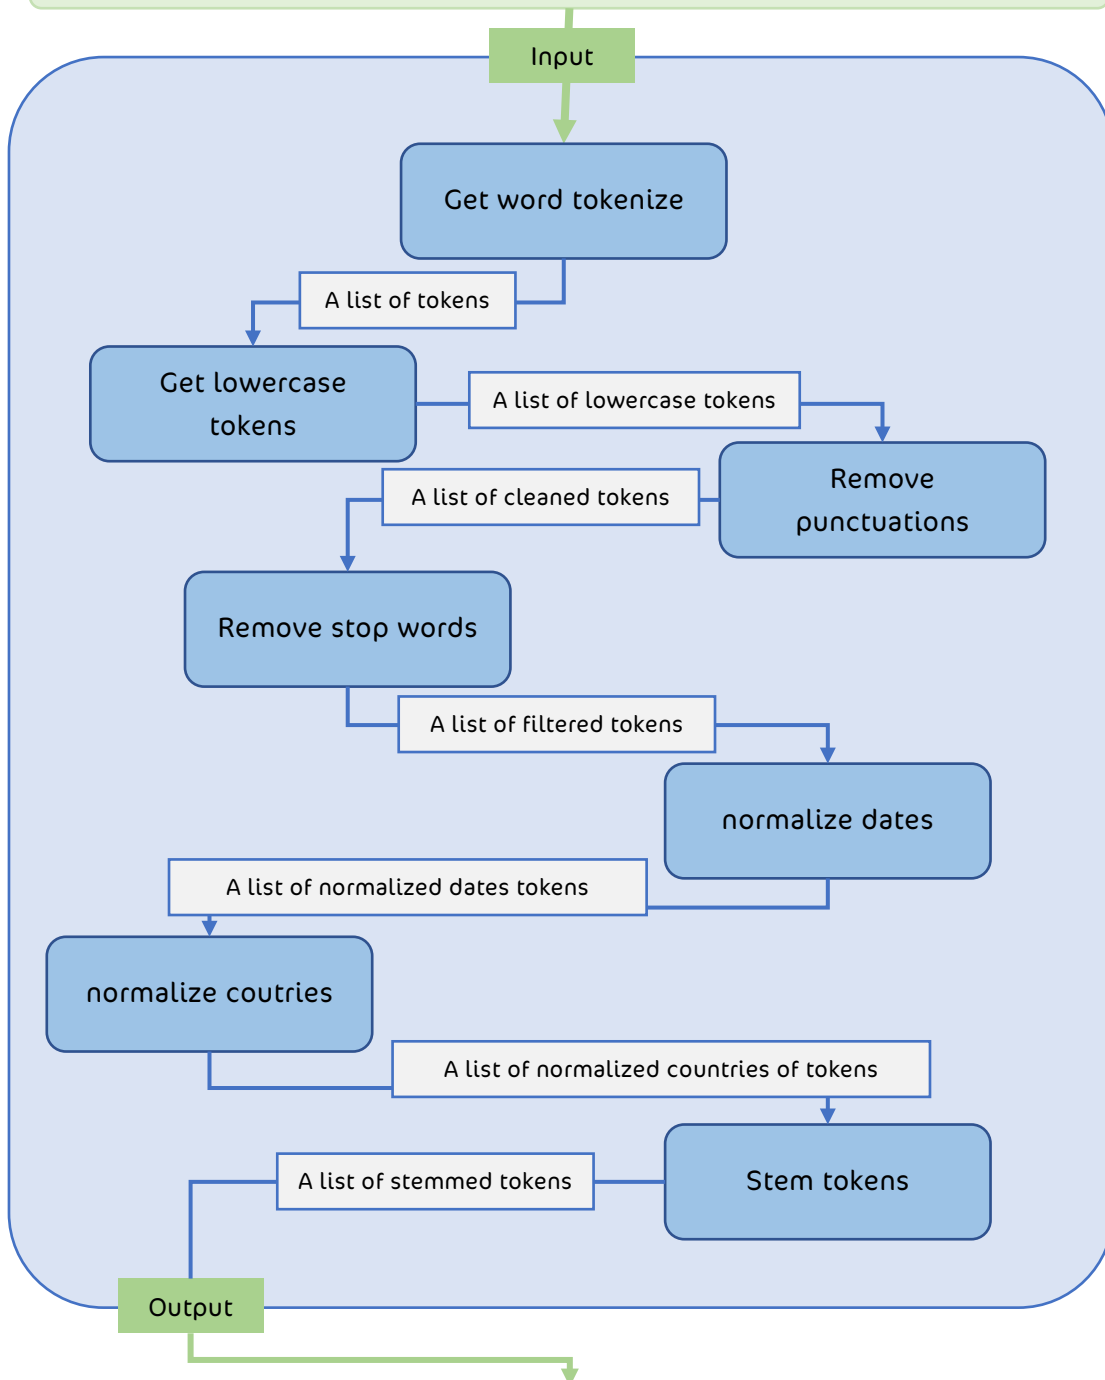 Input
Get word tokenize
A list of tokens
Get lowercase
tokens
A list of lowercase tokens
Remove
punctuations
A list of cleaned tokens
Remove stop words
A list of filtered tokens
normalize dates
A list of normalized dates tokens
normalize coutries
A list of normalized countries of tokens
Stem tokens
A list of stemmed tokens
Output